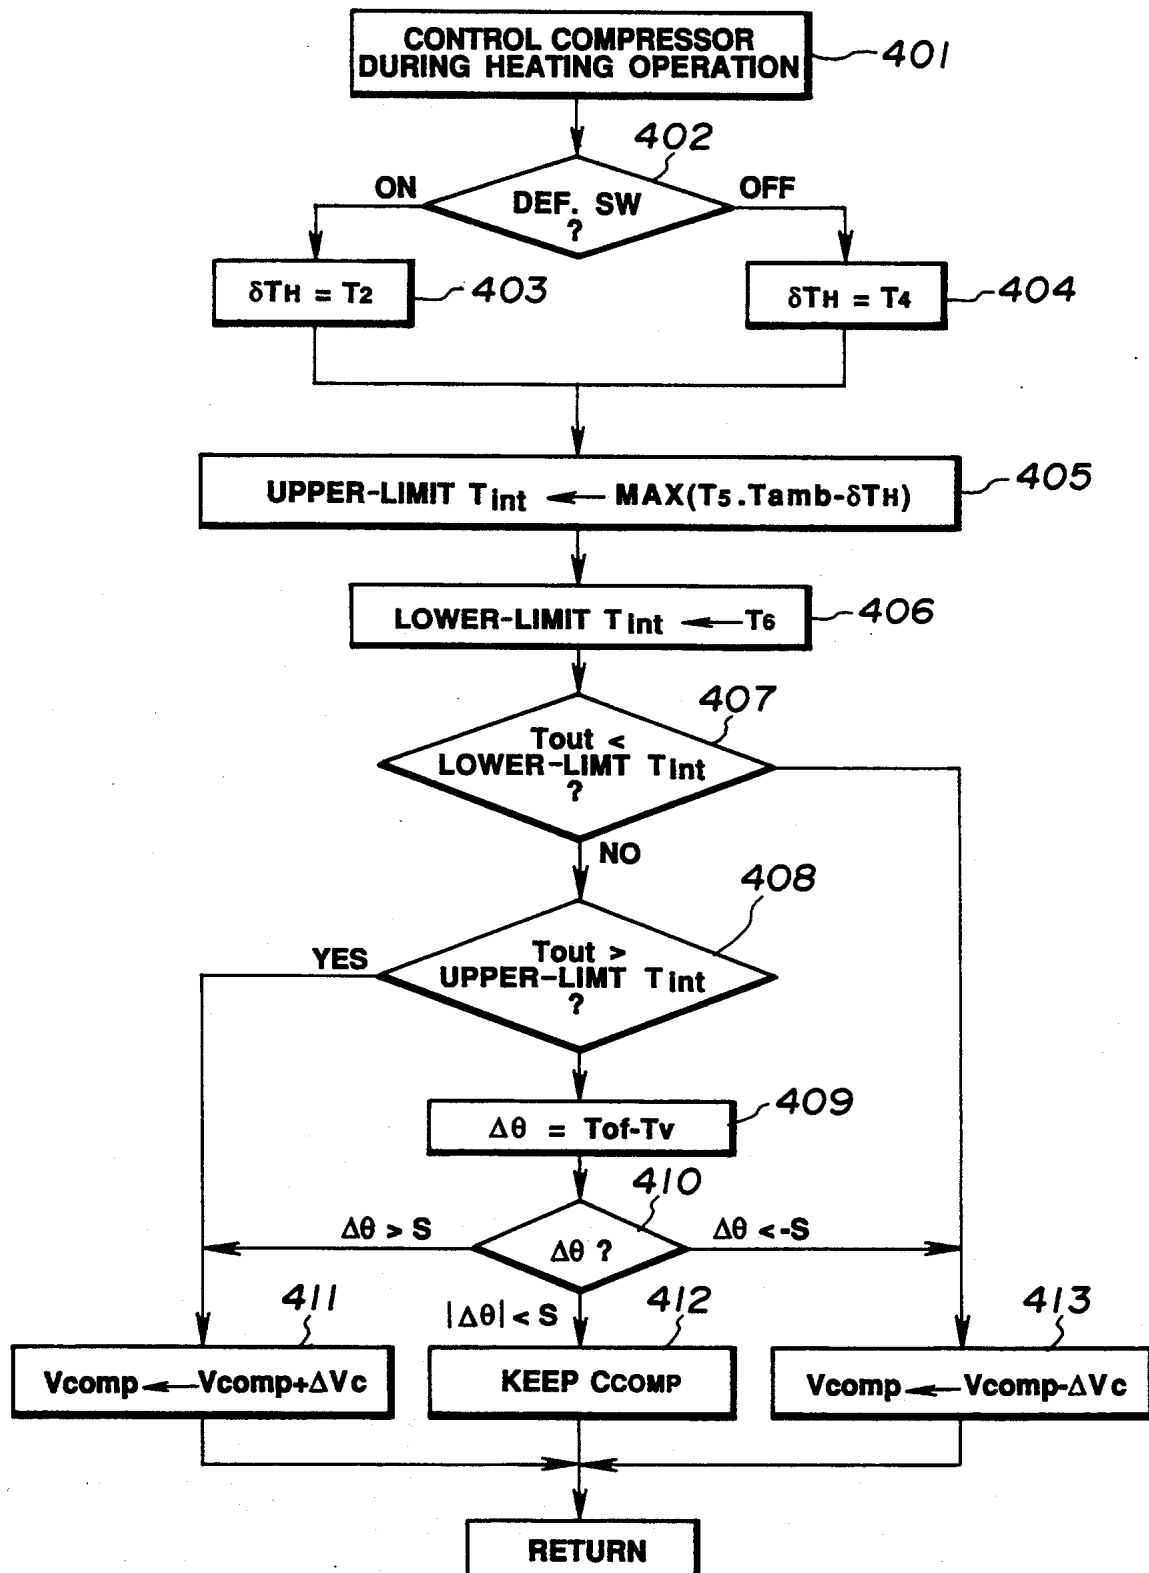 CONTROL COMPRESSOR
DURING HEATING OPERATION
401
402
ON
OFF
DEF. SW
?
δTH = T2
403
δTH = T4
404
405
UPPER-LIMIT Tint ← MAX(T5.Tamb-δTH)
LOWER-LIMIT Tint ← T6
406
407
Tout <
LOWER-LIMT Tint
?
NO
408
YES
Tout >
UPPER-LIMT Tint
?
409
Δθ = Tof-Tv
410
Δθ > S
Δθ ?
Δθ <-S
411
|Δθ| < S
412
413
Vcomp ← Vcomp+ΔVc
KEEP CCOMP
Vcomp ← Vcomp-ΔVc
RETURN